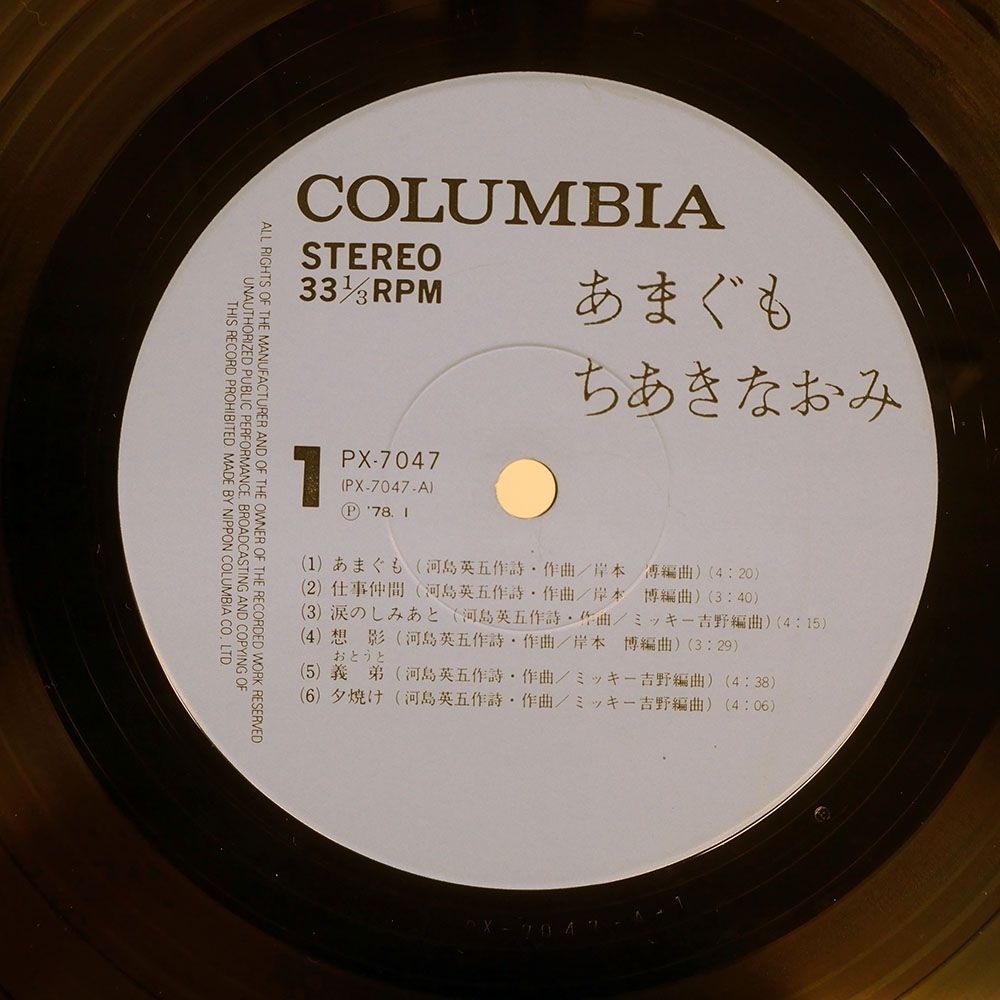 COLUMBIA
STEREO
33 1/3 RPM
あまぐも
ちあきなおみ
ALL RIGHTS OF THE MANUFACTURER AND OF THE OWNER OF THE RECORDED WORK RESERVED
UNAUTHORIZED PUBLIC PERFORMANCE, BROADCASTING AND COPYING OF
THIS RECORD PROHIBITED MADE BY NIPPON COLUMBIA CO., LTD
1 PX-7047
(PX-7047-A)
Ⓟ '78. 1
(1) あまぐも (河島英五作詩・作曲/岸本 博編曲) (4:20)
(2) 仕事仲間 (河島英五作詩・作曲/岸本 博編曲) (3:40)
(3) 涙のしみあと (河島英五作詩・作曲/ミッキー吉野編曲) (4:15)
(4) 想 影 (河島英五作詩・作曲/岸本 博編曲) (3:29)
おとうと
(5) 義 弟 (河島英五作詩・作曲/ミッキー吉野編曲) (4:38)
(6) 夕焼け (河島英五作詩・作曲/ミッキー吉野編曲) (4:06)
PX-7047-A-1